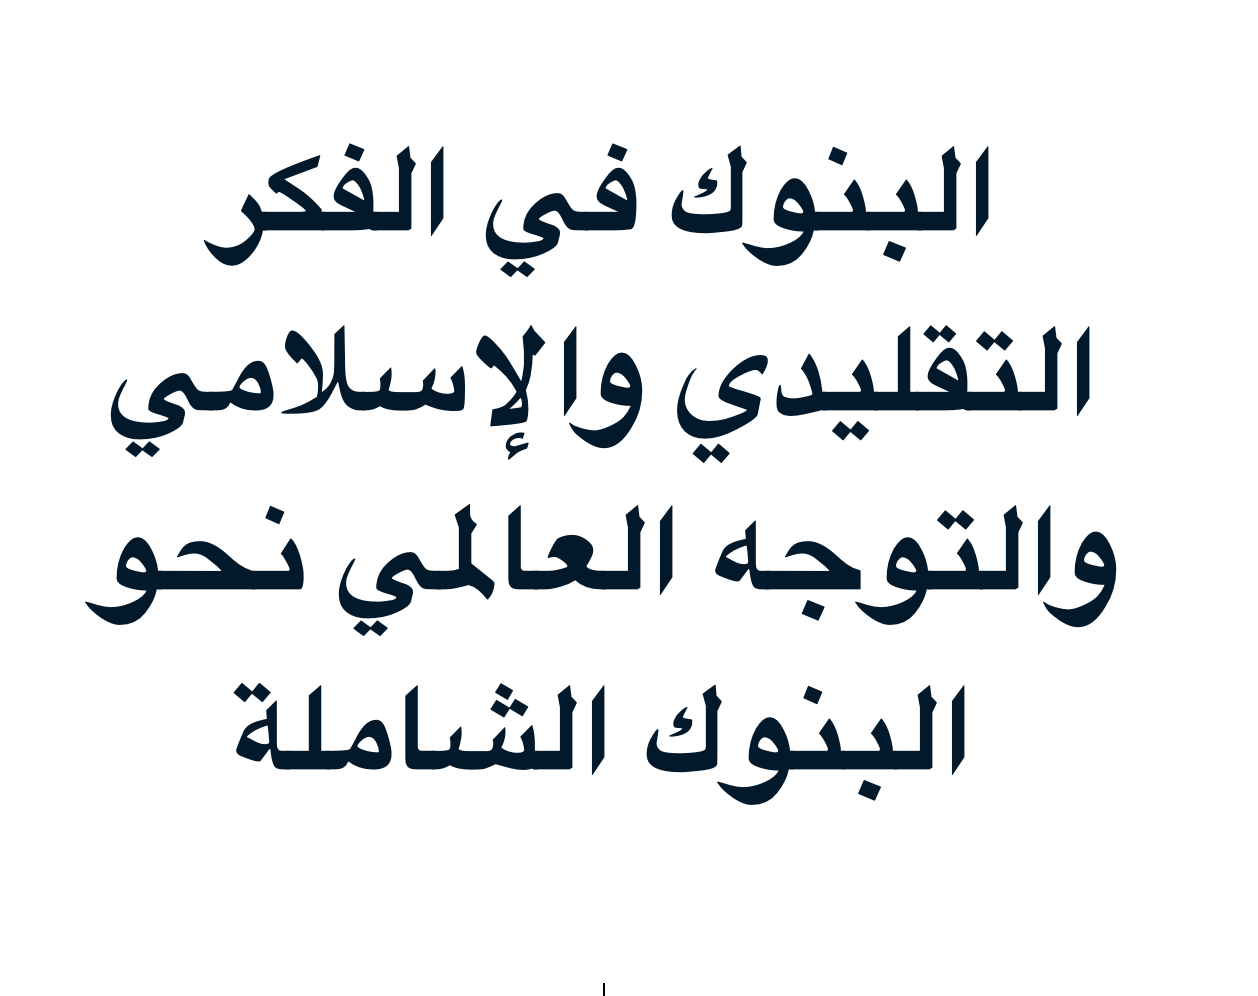 البنوك في الفكر
التقليدي والإسلامي
والتوجه العالمي نحو
البنوك الشاملة